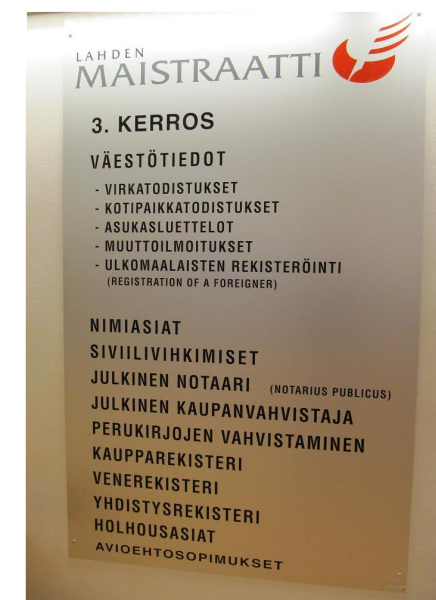 LAHDEN
MAISTRAATTI
3. KERROS
VÄESTÖTIEDOT
- VIRKATODISTUKSET
- KOTIPAIKKATODISTUKSET
- ASUKASLUETTELOT
- MUUTTOILMOITUKSET
- ULKOMAALAISTEN REKISTERÖINTI
(REGISTRATION OF A FOREIGNER)
NIMIASIAT
SIVIILIVIHKIMISET
JULKINEN NOTAARI (NOTARIUS PUBLICUS)
JULKINEN KAUPANVAHVISTAJA
PERUKIRJOJEN VAHVISTAMINEN
KAUPPAREKISTERI
VENEREKISTERI
YHDISTYSREKISTERI
HOLHOUSASIAT
AVIOEHTOSOPIMUKSET